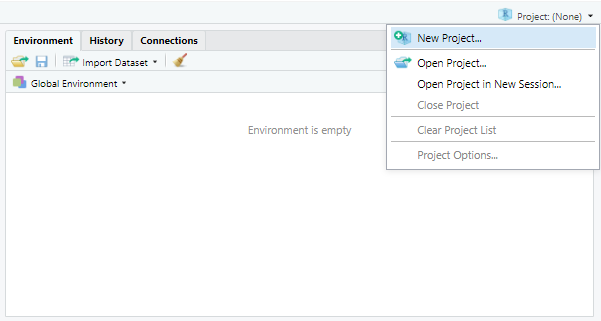 Project: (None)
Environment History Connections
New Project...
Import Dataset
Open Project...
Global Environment
Open Project in New Session...
Close Project
Environment is empty
Clear Project List
Project Options...